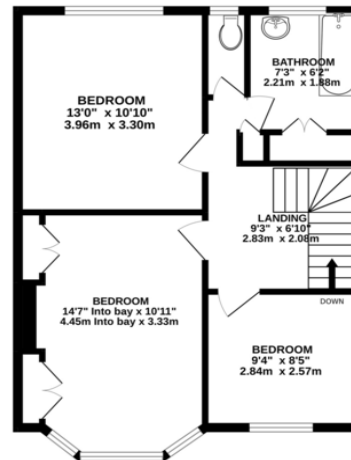 BATHROOM
7'3" x 6'2"
2.21m x 1.88m
BEDROOM
13'0" x 10'10"
3.96m x 3.30m
LANDING
9'3" x 6'10"
2.83m x 2.08m
DOWN
BEDROOM
14'7" Into bay x 10'11"
4.45m Into bay x 3.33m
BEDROOM
9'4" x 8'5"
2.84m x 2.57m